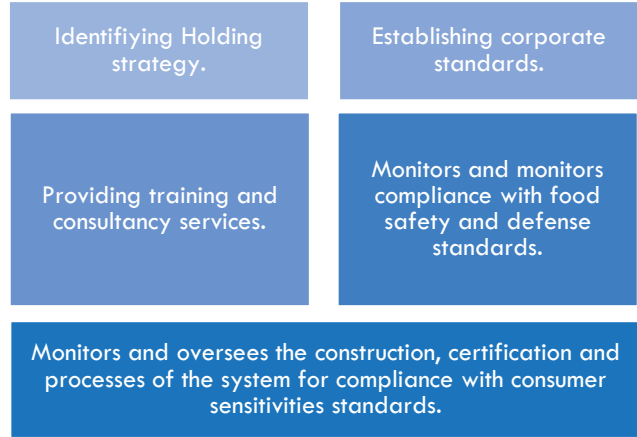 Identifiying Holding
strategy.
Establishing corporate
standards.
Providing training and
consultancy services.
Monitors and monitors
compliance with food
safety and defense
standards.
Monitors and oversees the construction, certification and
processes of the system for compliance with consumer
sensitivities standards.